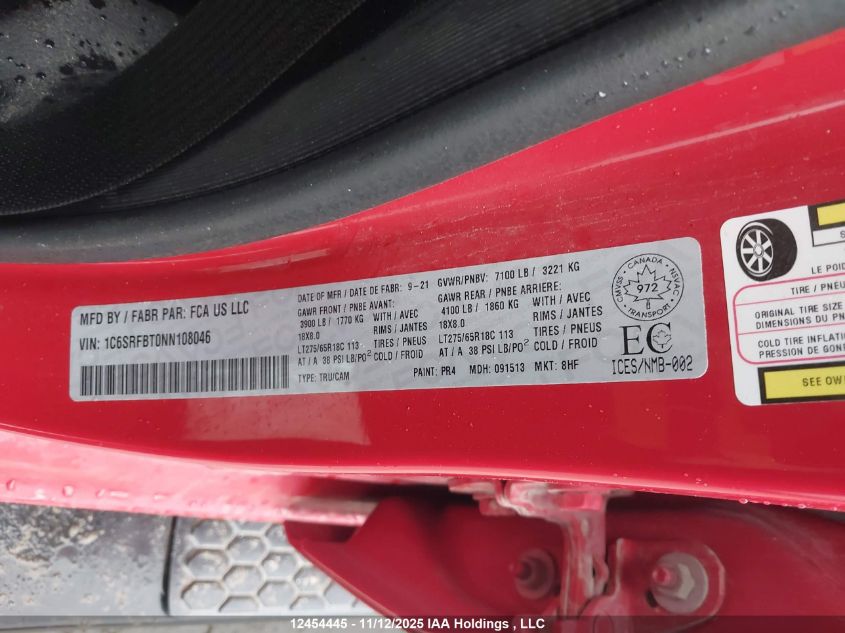 MFD BY / FABR PAR: FCA US LLC
VIN: 1C6SRFBT0NN108046
DATE OF MFR / DATE DE FABR: 9-21
GAWR FRONT / PNBE AVANT:
3900 LB / 1770 KG WITH / AVEC
18X8.0 RIMS / JANTES
LT275/65R18C 113 TIRES / PNEUS
AT / A 38 PSI LB/PO² COLD / FROID
TYPE: TRU/CAM
GVWR/PNBV: 7100 LB / 3221 KG
GAWR REAR / PNBE ARRIERE:
4100 LB / 1860 KG WITH / AVEC
18X8.0 RIMS / JANTES
LT275/65R18C 113 TIRES / PNEUS
AT / A 38 PSI LB/PO² COLD / FROID
PAINT: PR4 MDH: 091513 MKT: 8HF
CANADA
CMVSS 972 NSVAC
TRANSPORT
EC
ICES/NMB-002
LE POID
TIRE / PNEU
ORIGINAL TIRE SIZE
DIMENSIONS DU PN
COLD TIRE INFLATI
PRESSION DE GONF
SEE OWN
12454445 - 11/12/2025 IAA Holdings , LLC